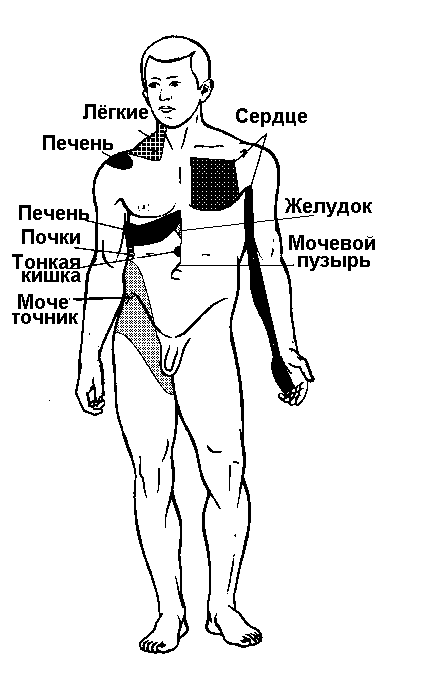 Лёгкие
Сердце
Печень
Печень
Желудок
Почки
Мочевой
пузырь
Тонкая
кишка
Моче
точник